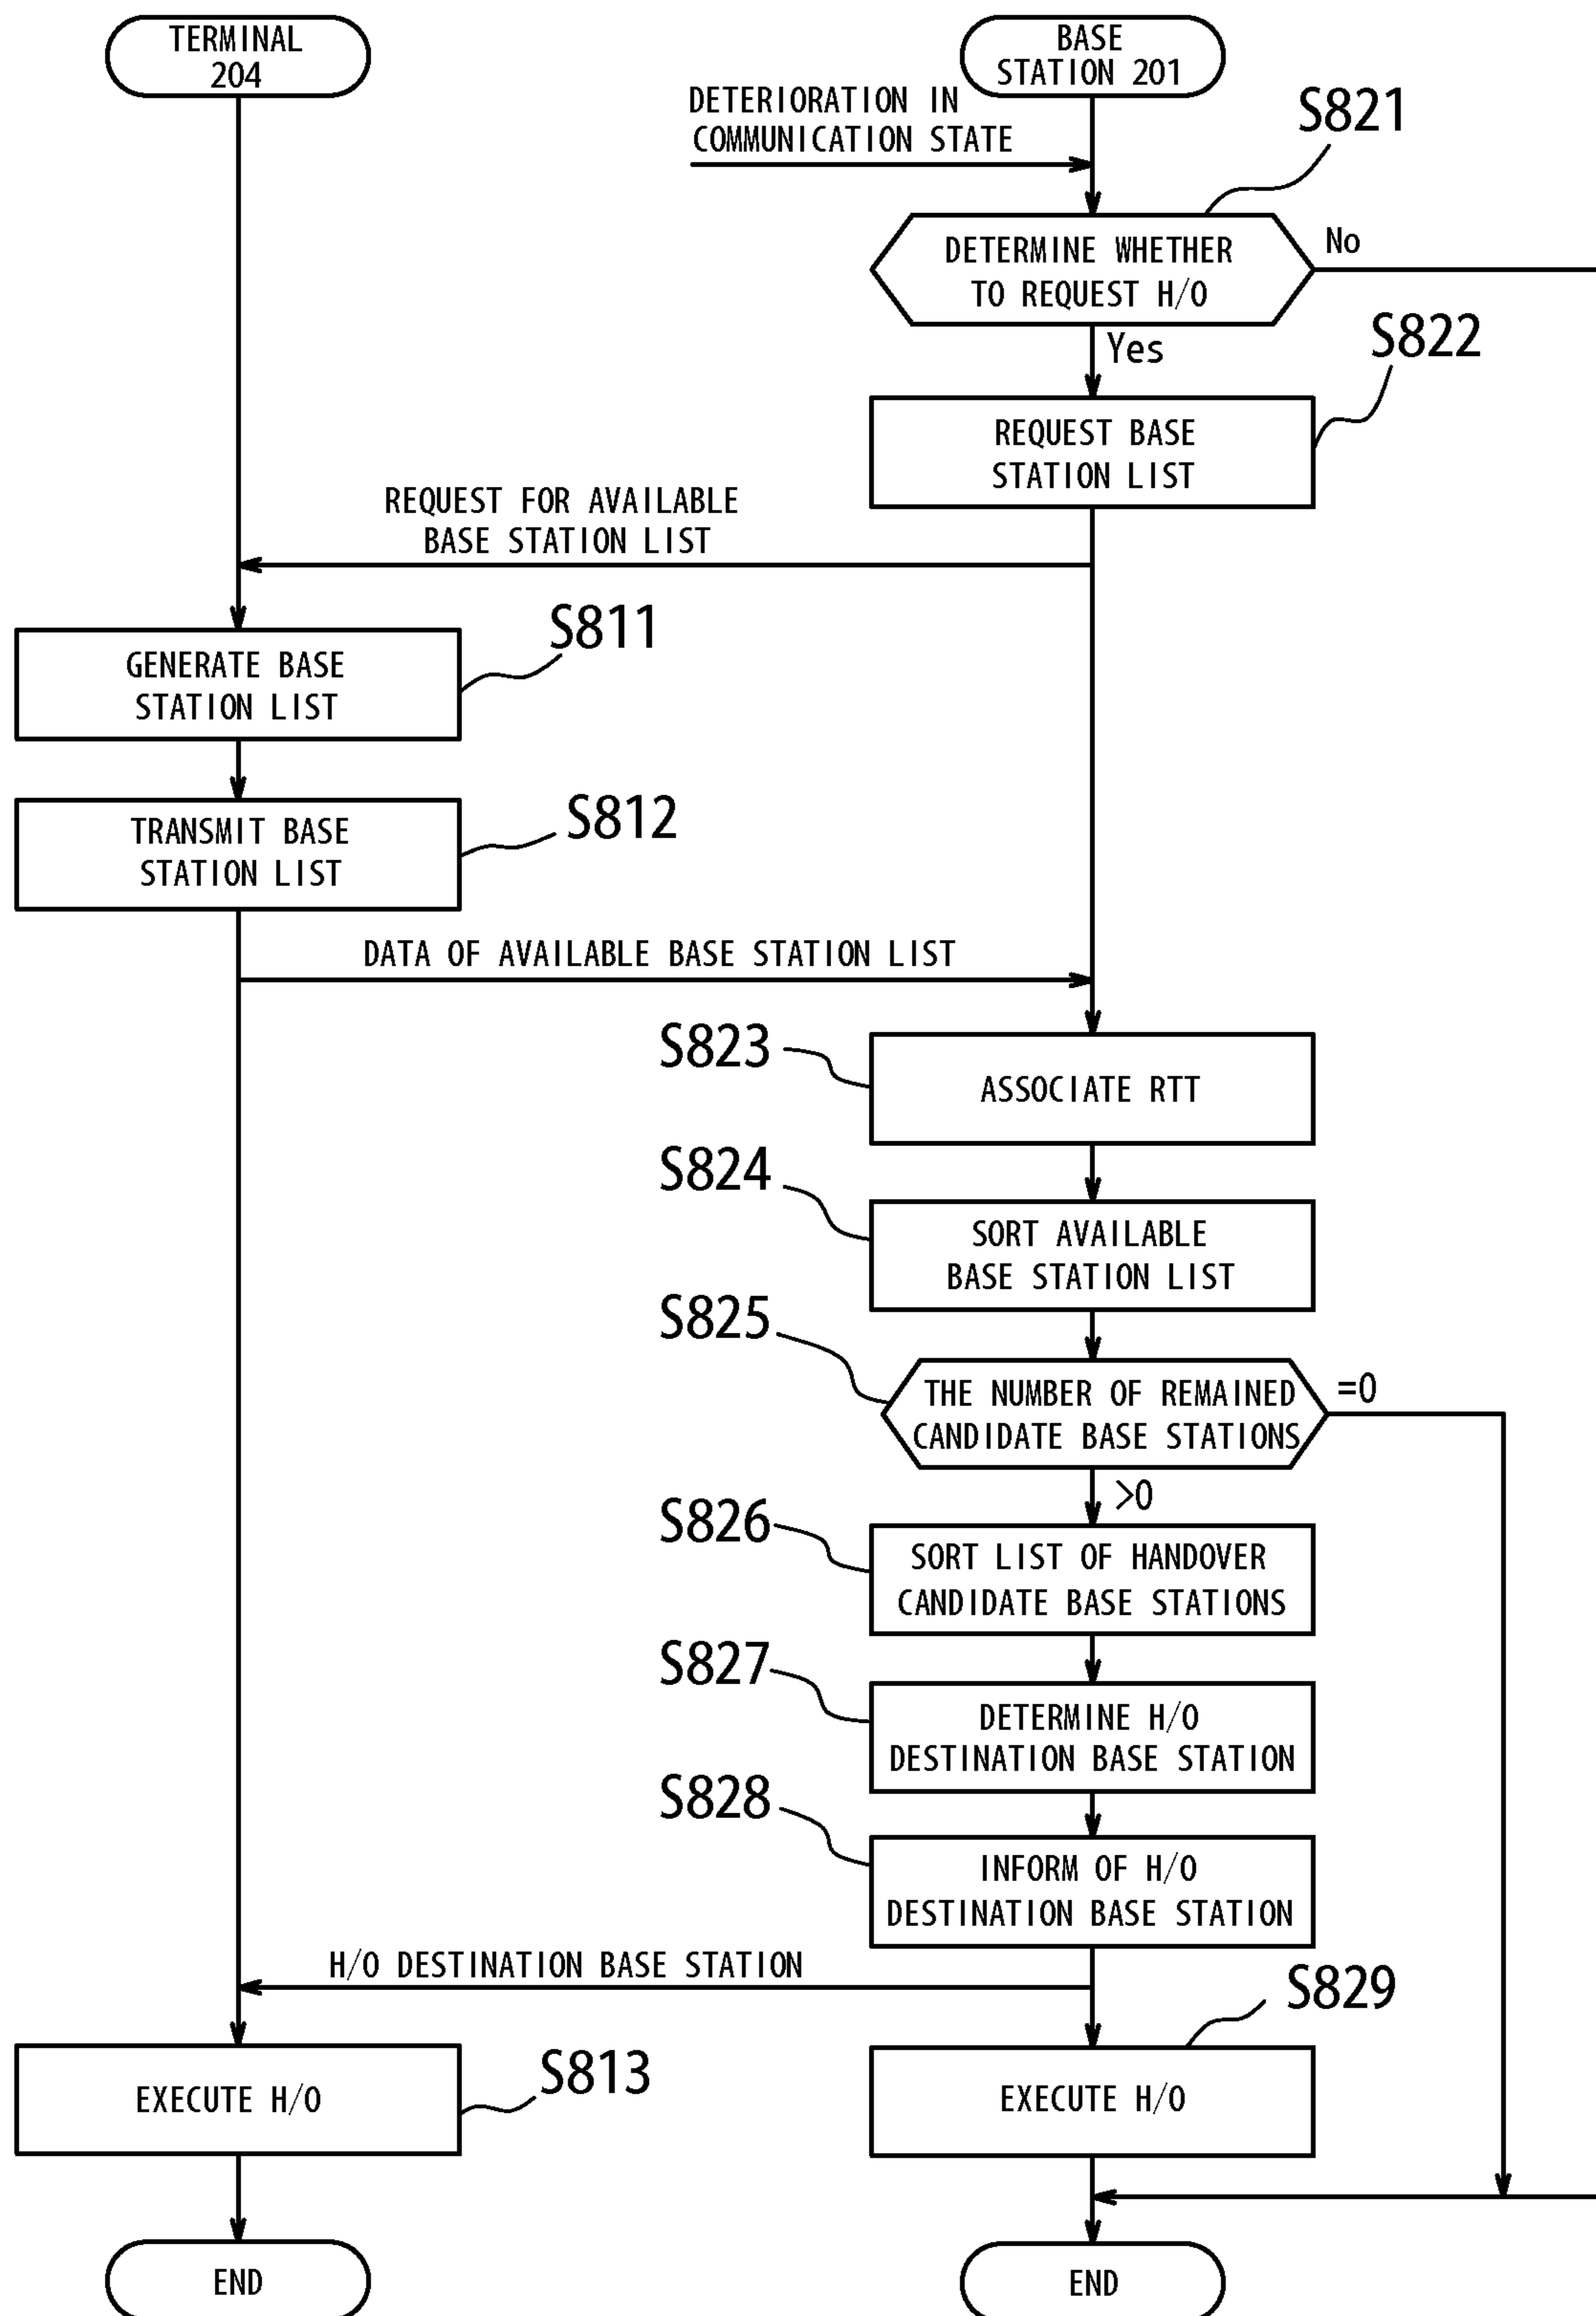 TERMINAL
204
BASE
STATION 201
DETERIORATION IN
COMMUNICATION STATE
S821
DETERMINE WHETHER
TO REQUEST H/O
No
Yes
S822
REQUEST BASE
STATION LIST
REQUEST FOR AVAILABLE
BASE STATION LIST
S811
GENERATE BASE
STATION LIST
S812
TRANSMIT BASE
STATION LIST
DATA OF AVAILABLE BASE STATION LIST
S823
ASSOCIATE RTT
S824
SORT AVAILABLE
BASE STATION LIST
S825
THE NUMBER OF REMAINED
CANDIDATE BASE STATIONS
=0
>0
S826
SORT LIST OF HANDOVER
CANDIDATE BASE STATIONS
S827
DETERMINE H/O
DESTINATION BASE STATION
S828
INFORM OF H/O
DESTINATION BASE STATION
H/O DESTINATION BASE STATION
S829
EXECUTE H/O
S813
EXECUTE H/O
END
END